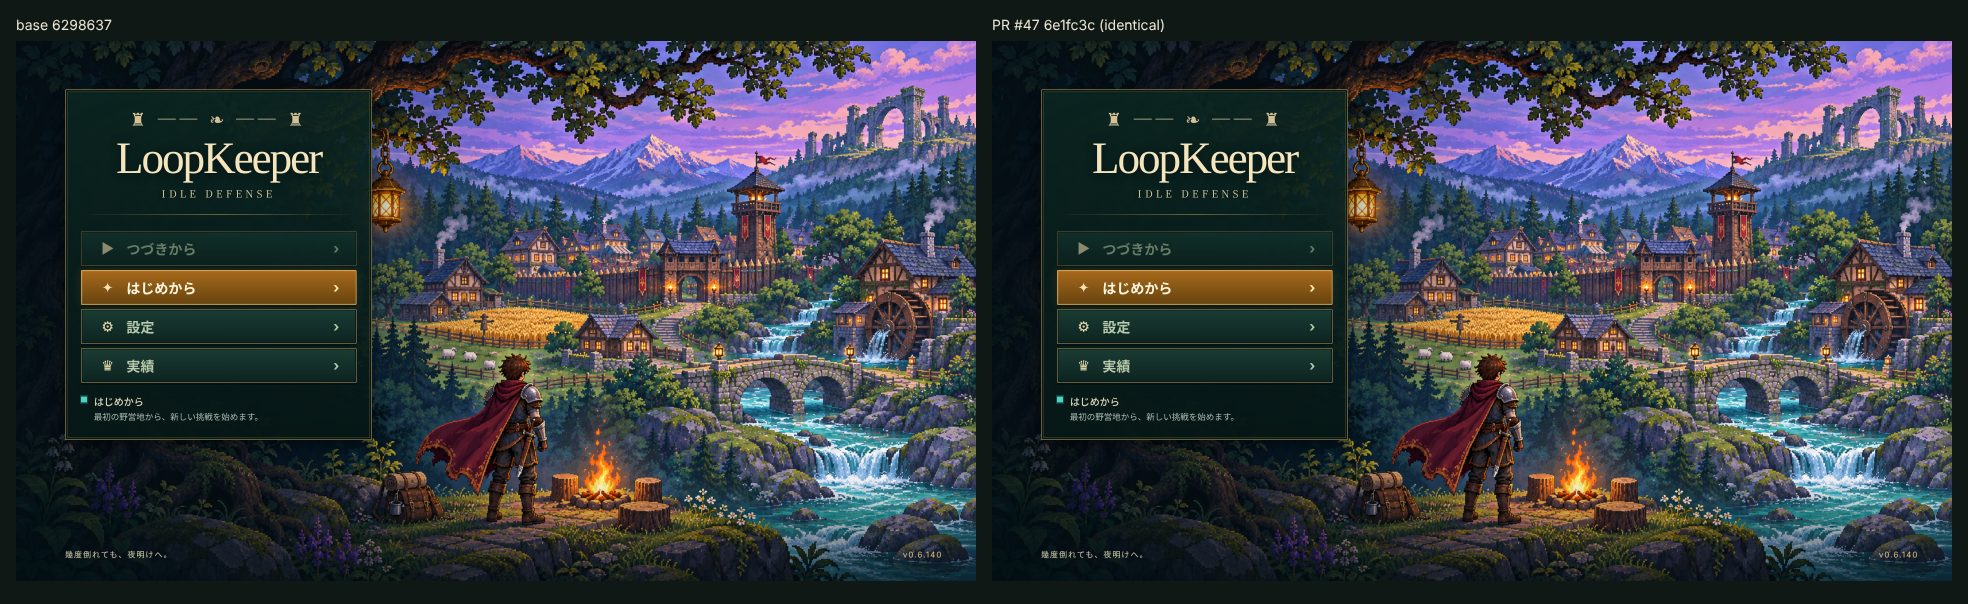 base 6298637
LoopKeeper
IDLE DEFENSE
つづきから
はじめから
設定
実績
はじめから
最初の野営地から、新しい挑戦を始めます。
幾度倒れても、夜明けへ。
v0.6.140
PR #47 6e1fc3c (identical)
LoopKeeper
IDLE DEFENSE
つづきから
はじめから
設定
実績
はじめから
最初の野営地から、新しい挑戦を始めます。
幾度倒れても、夜明けへ。
v0.6.140